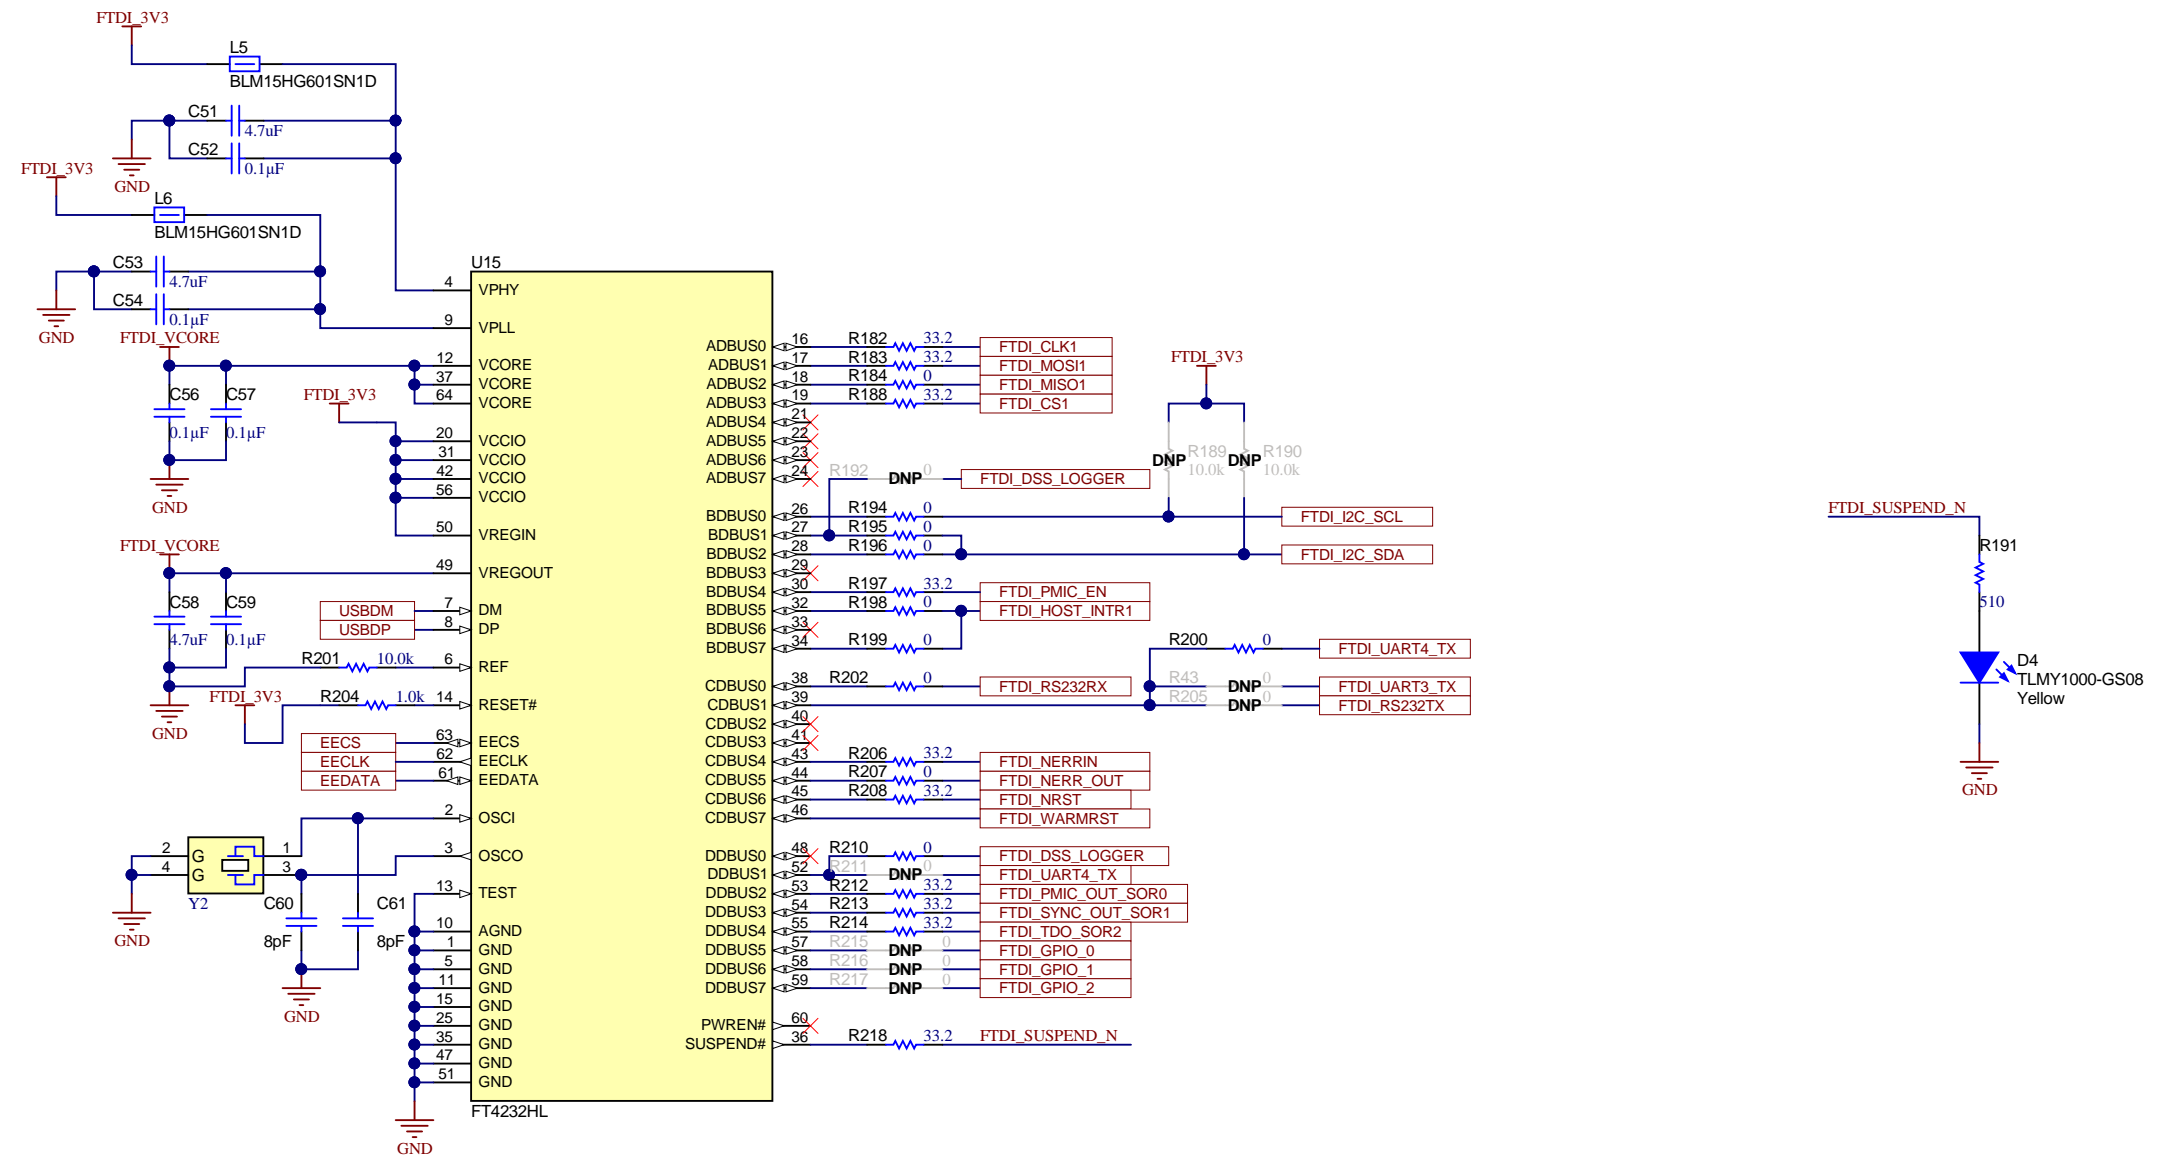 FTDI_3V3
L5
BLM15HG601SN1D
C51
4.7uF
C52
0.1µF
GND
FTDI_3V3
L6
BLM15HG601SN1D
C53
4.7uF
C54
0.1µF
GND
FTDI_VCORE
C56
C57
0.1µF
0.1µF
GND
FTDI_3V3
FTDI_VCORE
C58
C59
4.7uF
0.1µF
GND
USBDM
USBDP
R201
10.0k
FTDI_3V3
R204
1.0k
EECS
EECLK
EEDATA
2 G 1
4 G 3
Y2
GND
C60
8pF
C61
8pF
GND
U15
4 VPHY
9 VPLL
12 VCORE
37 VCORE
64 VCORE
20 VCCIO
31 VCCIO
42 VCCIO
56 VCCIO
50 VREGIN
49 VREGOUT
7 DM
8 DP
6 REF
14 RESET#
63 EECS
62 EECLK
61 EEDATA
2 OSCI
3 OSCO
13 TEST
10 AGND
1 GND
5 GND
11 GND
15 GND
25 GND
35 GND
47 GND
51 GND
FT4232HL
GND
ADBUS0 16 R182 33.2 FTDI_CLK1
ADBUS1 17 R183 33.2 FTDI_MOSI1
ADBUS2 18 R184 0 FTDI_MISO1
ADBUS3 19 R188 33.2 FTDI_CS1
ADBUS4 21
ADBUS5 22
ADBUS6 23
ADBUS7 24
R192 DNP 0 FTDI_DSS_LOGGER
BDBUS0 26 R194 0 FTDI_I2C_SCL
BDBUS1 27 R195 0
BDBUS2 28 R196 0 FTDI_I2C_SDA
BDBUS3 29
BDBUS4 30 R197 33.2 FTDI_PMIC_EN
BDBUS5 32 R198 0 FTDI_HOST_INTR1
BDBUS6 33
BDBUS7 34 R199 0
CDBUS0 38 R202 0 FTDI_RS232RX
CDBUS1 39
CDBUS2 40
CDBUS3 41
CDBUS4 43 R206 33.2 FTDI_NERRIN
CDBUS5 44 R207 0 FTDI_NERR_OUT
CDBUS6 45 R208 33.2 FTDI_NRST
CDBUS7 46 FTDI_WARMRST
DDBUS0 48 R210 0 FTDI_DSS_LOGGER
DDBUS1 52 R211 DNP 0 FTDI_UART4_TX
DDBUS2 53 R212 33.2 FTDI_PMIC_OUT_SOR0
DDBUS3 54 R213 33.2 FTDI_SYNC_OUT_SOR1
DDBUS4 55 R214 33.2 FTDI_TDO_SOR2
DDBUS5 57 R215 DNP 0 FTDI_GPIO_0
DDBUS6 58 R216 DNP 0 FTDI_GPIO_1
DDBUS7 59 R217 DNP 0 FTDI_GPIO_2
PWREN# 60
SUSPEND# 36 R218 33.2 FTDI_SUSPEND_N
FTDI_3V3
DNP R189 10.0k
DNP R190 10.0k
R200 0 FTDI_UART4_TX
R43 DNP 0 FTDI_UART3_TX
R205 DNP 0 FTDI_RS232TX
FTDI_SUSPEND_N
R191
510
D4
TLMY1000-GS08
Yellow
GND